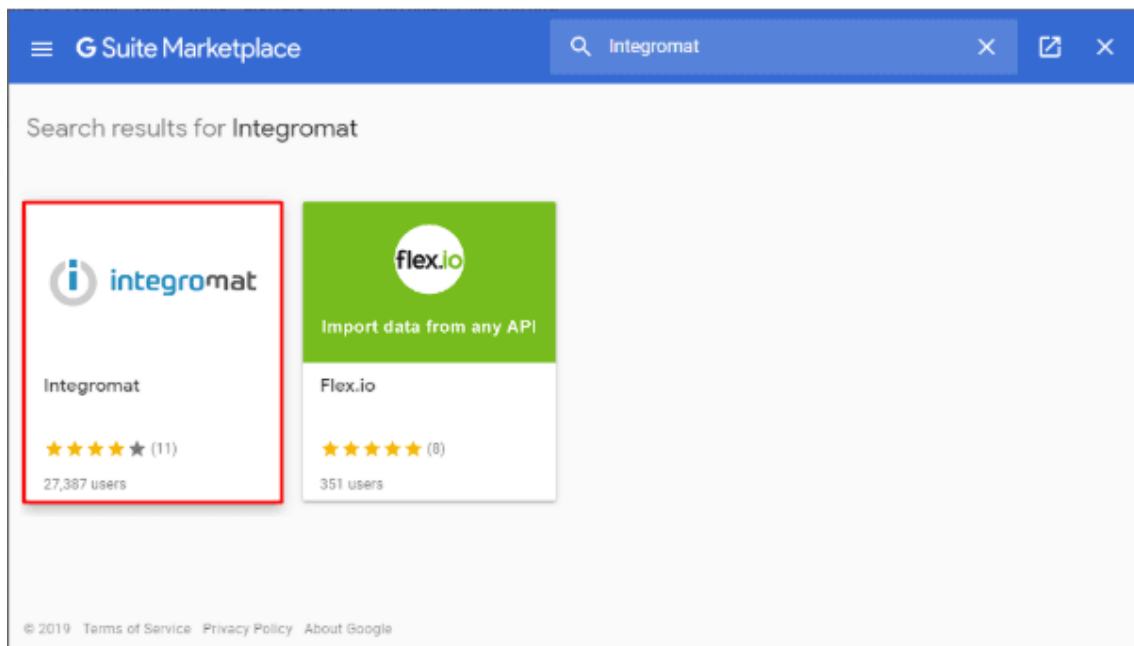 G Suite Marketplace
Integromat
Search results for Integromat
integromat
flex.io
Import data from any API
Integromat
Flex.io
(11)
(8)
27,387 users
351 users
© 2019 Terms of Service Privacy Policy About Google